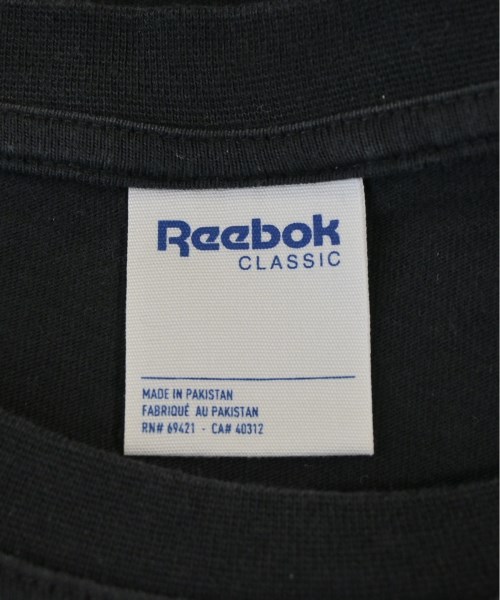 Reebok
CLASSIC
MADE IN PAKISTAN
FABRIQUÉ AU PAKISTAN
RN# 69421 - CA# 40312